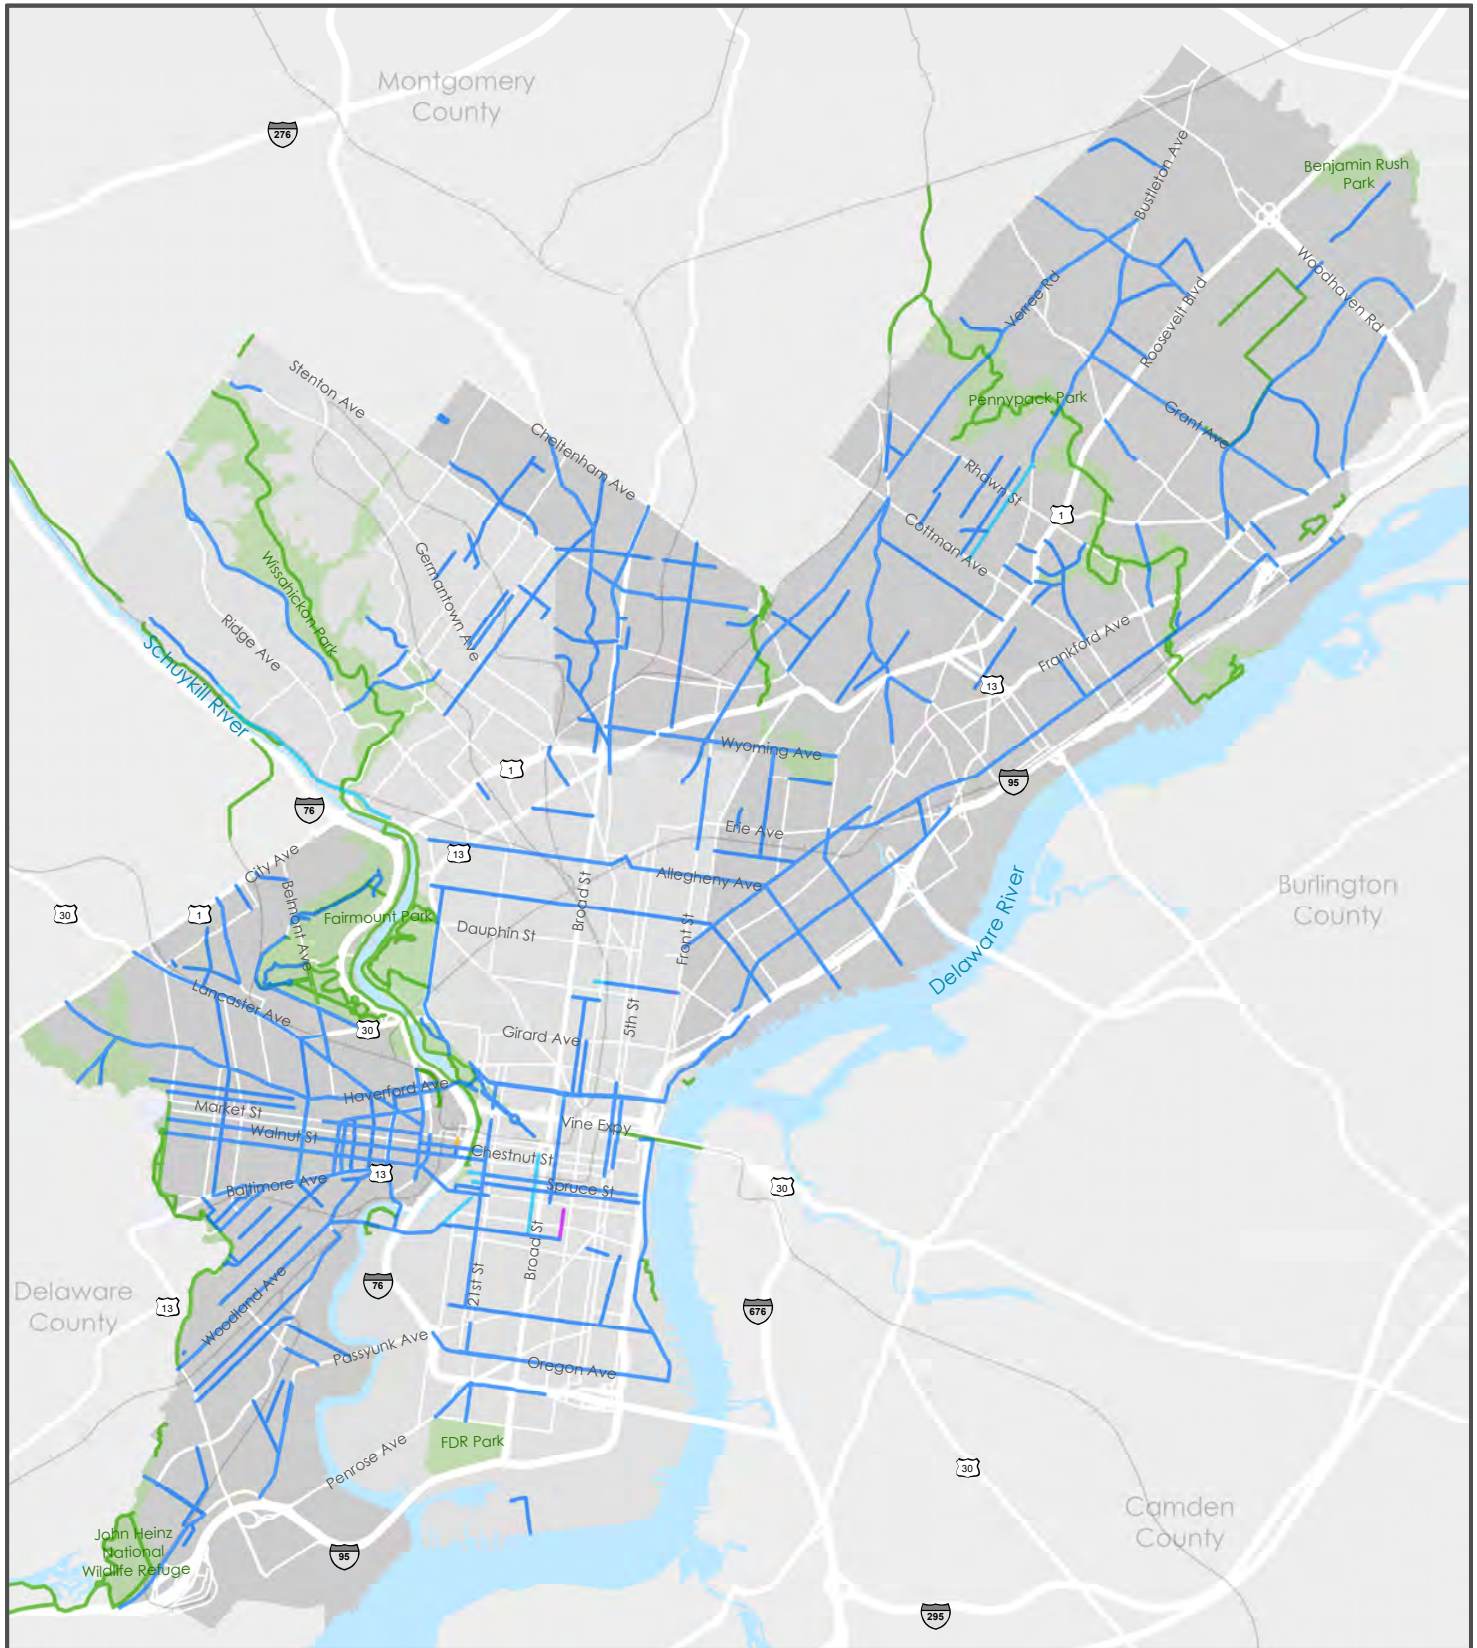 Montgomery
County
276
Bustleton Ave
Benjamin Rush
Park
Woodhaven Rd
Verree Rd
Roosevelt Blvd
Stenton Ave
Pennypack Park
Grant Ave
Cheltenham Ave
Rhawn St
1
Cottman Ave
Germantown Ave
Wissahickon Park
Ridge Ave
Frankford Ave
Schuykill River
13
Wyoming Ave
1
95
76
Erie Ave
City Ave
13
Allegheny Ave
Belmont Ave
Broad St
Burlington
County
30
1
Fairmount Park
Dauphin St
Front St
Delaware River
Lancaster Ave
30
5th St
Girard Ave
Haverford Ave
Market St
Vine Expy
Walnut St
Chestnut St
13
Baltimore Ave
Spruce St
30
Broad St
21st St
Delaware
County
76
13
Woodland Ave
676
Passyunk Ave
Oregon Ave
FDR Park
Penrose Ave
30
Camden
County
John Heinz
National
Wildlife Refuge
95
295